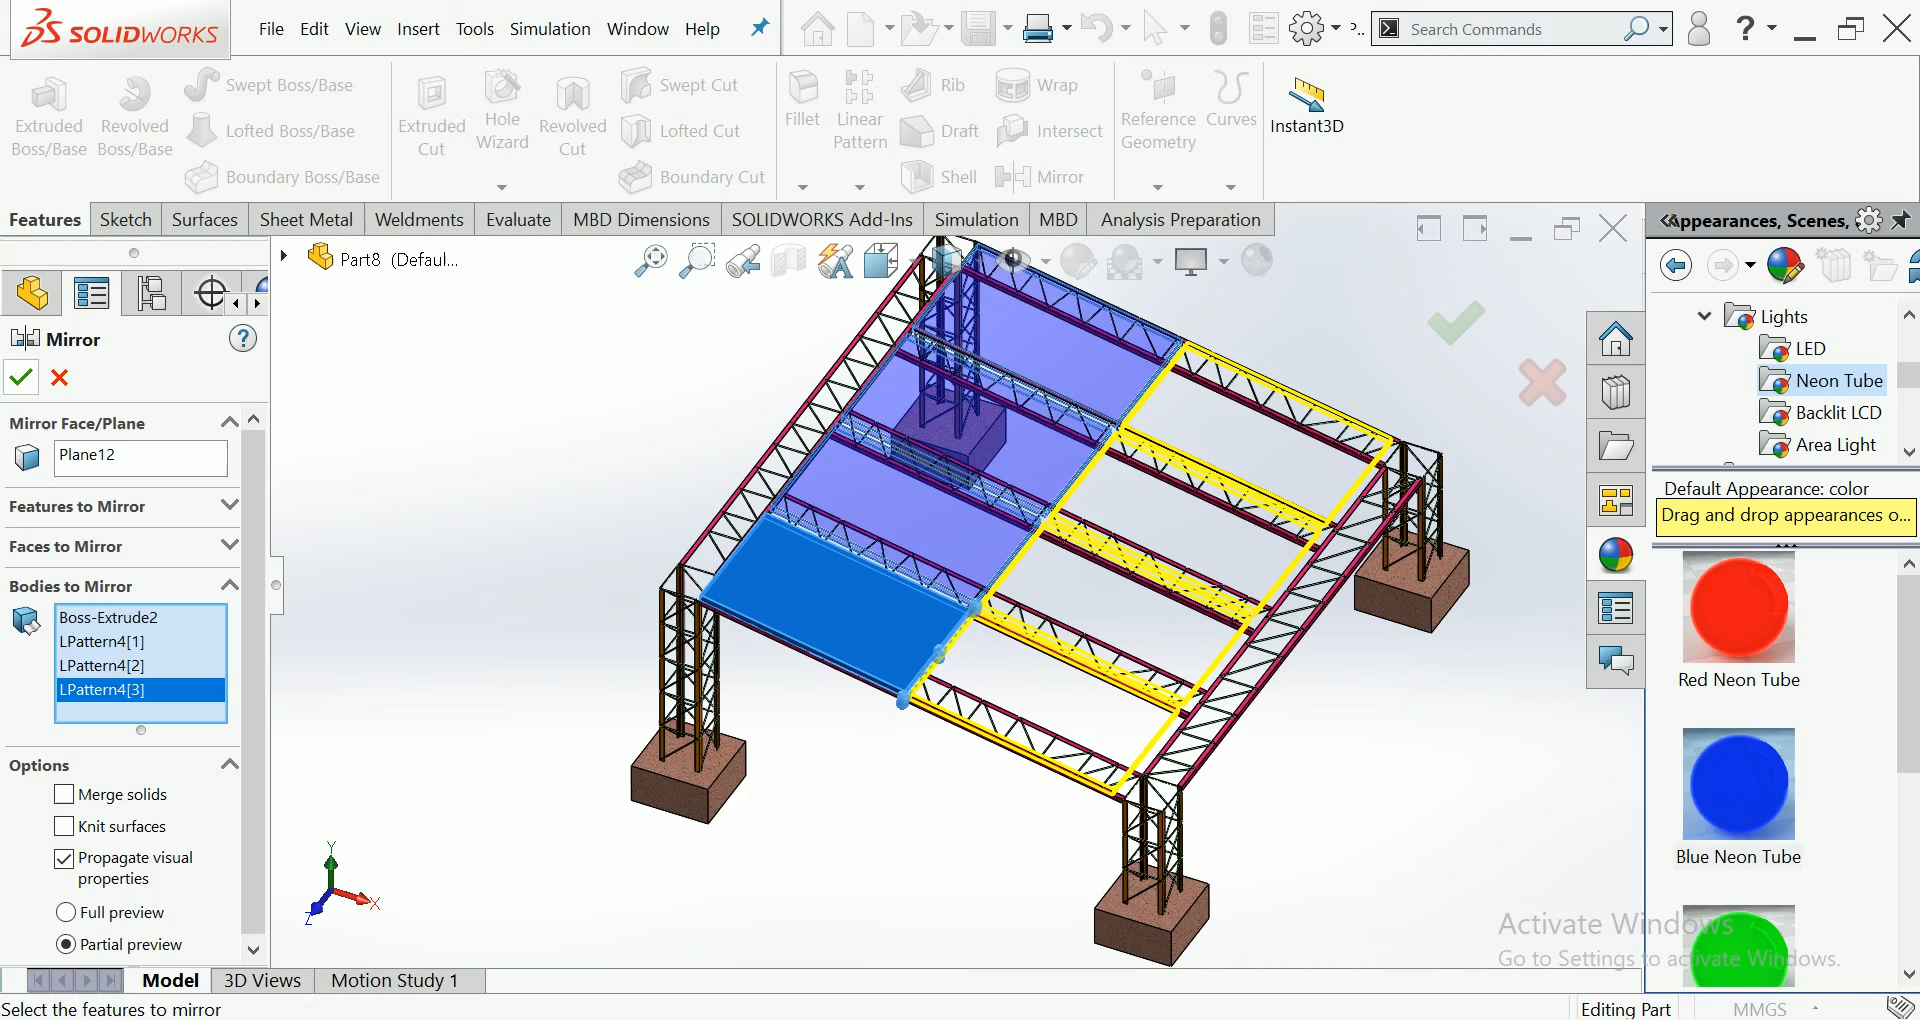 SOLIDWORKS
File Edit View Insert Tools Simulation Window Help
P..
Search Commands
Extruded Boss/Base
Revolved Boss/Base
Swept Boss/Base
Lofted Boss/Base
Boundary Boss/Base
Extruded Cut
Hole Wizard
Revolved Cut
Swept Cut
Lofted Cut
Boundary Cut
Fillet
Linear Pattern
Rib
Draft
Shell
Wrap
Intersect
Mirror
Reference Geometry
Curves
Instant3D
Features Sketch Surfaces Sheet Metal Weldments Evaluate MBD Dimensions SOLIDWORKS Add-Ins Simulation MBD Analysis Preparation
Part8 (Defaul...
Mirror
Mirror Face/Plane
Plane12
Features to Mirror
Faces to Mirror
Bodies to Mirror
Boss-Extrude2
LPattern4[1]
LPattern4[2]
LPattern4[3]
Options
Merge solids
Knit surfaces
Propagate visual
properties
Full preview
Partial preview
Y
X
Z
Appearances, Scenes,
Lights
LED
Neon Tube
Backlit LCD
Area Light
Default Appearance: color
Drag and drop appearances o...
Red Neon Tube
Blue Neon Tube
Activate Windows
Go to Settings to activate Windows.
Model 3D Views Motion Study 1
Select the features to mirror
Editing Part
MMGS